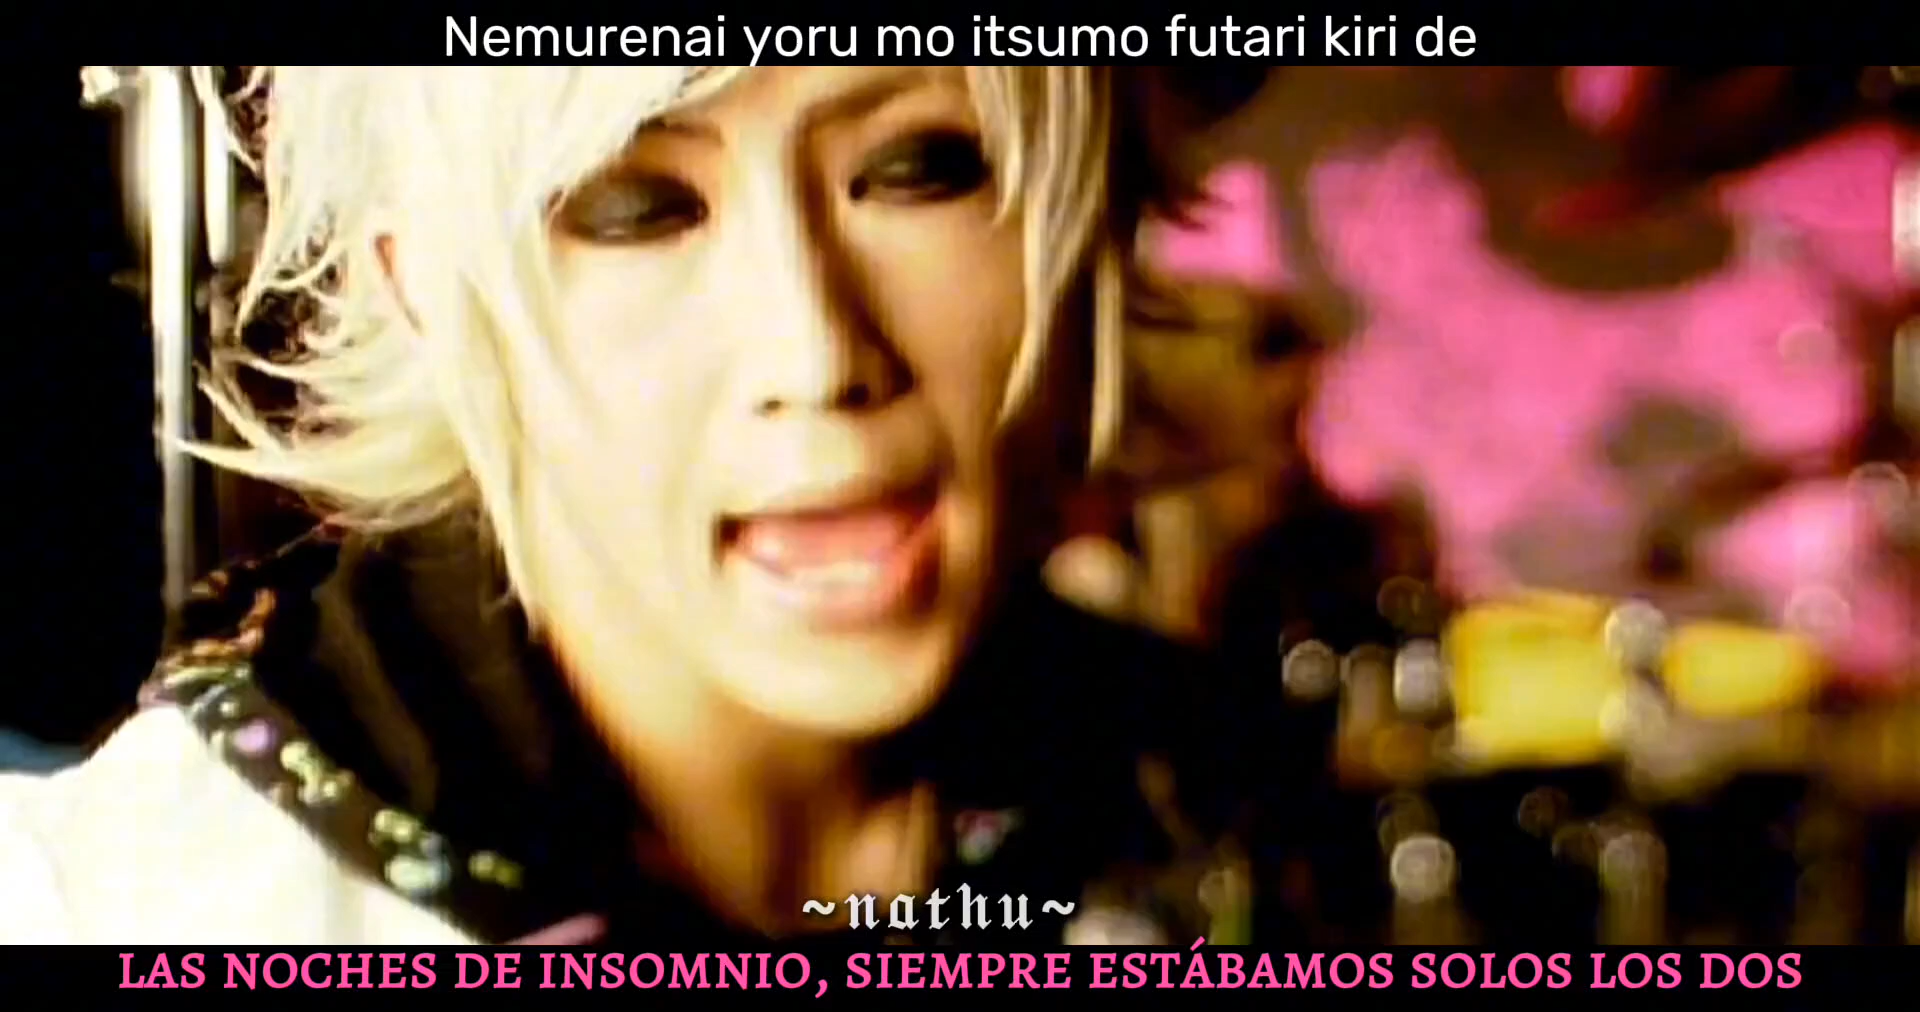 Nemurenai yoru mo itsumo futari kiri de
~nathu~
LAS NOCHES DE INSOMNIO, SIEMPRE ESTÁBAMOS SOLOS LOS DOS